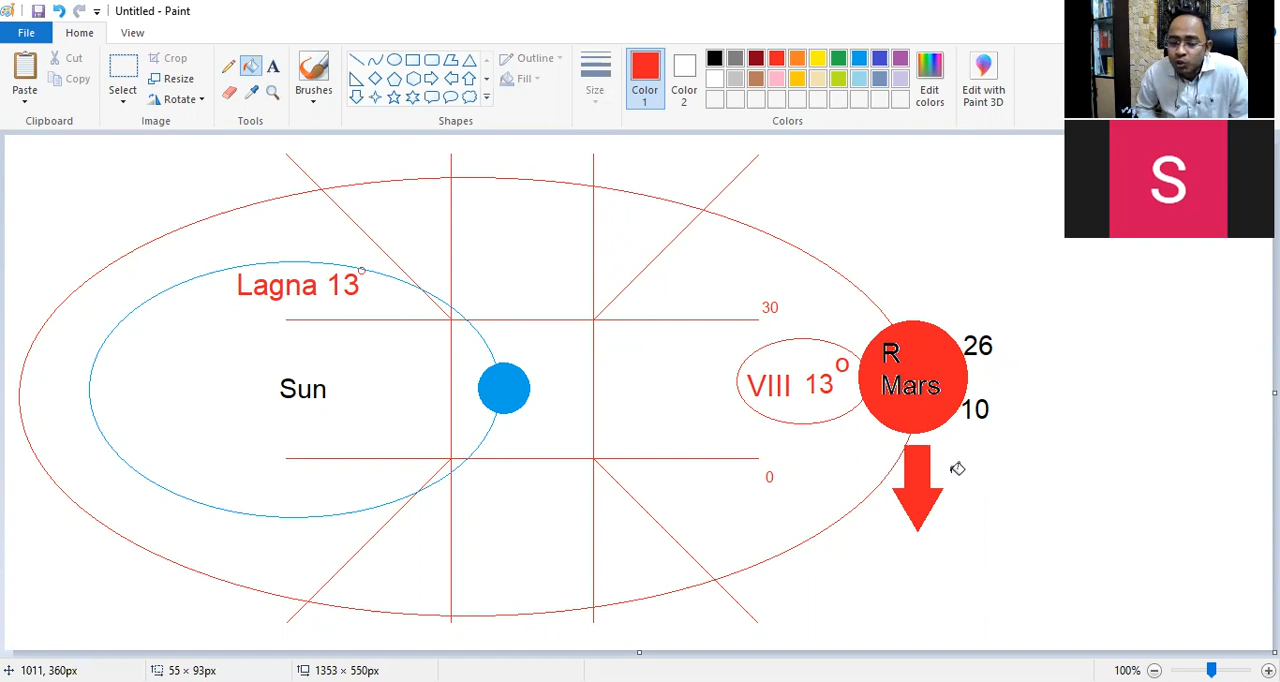 Untitled - Paint
File
Home
View
Paste
Cut
Copy
Clipboard
Select
Crop
Resize
Rotate
Image
A
Tools
Brushes
Outline
Fill
Shapes
Size
Color 1
Color 2
Edit colors
Colors
Edit with Paint 3D
S
Lagna 13°
30
R
Mars
26
VIII 13°
Sun
10
0
1011, 360px
55 × 93px
1353 × 550px
100%